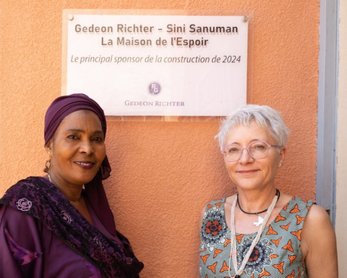 Gedeon Richter - Sini Sanuman
La Maison de l'Espoir
Le principal sponsor de la construction de 2024
GEDEON RICHTER